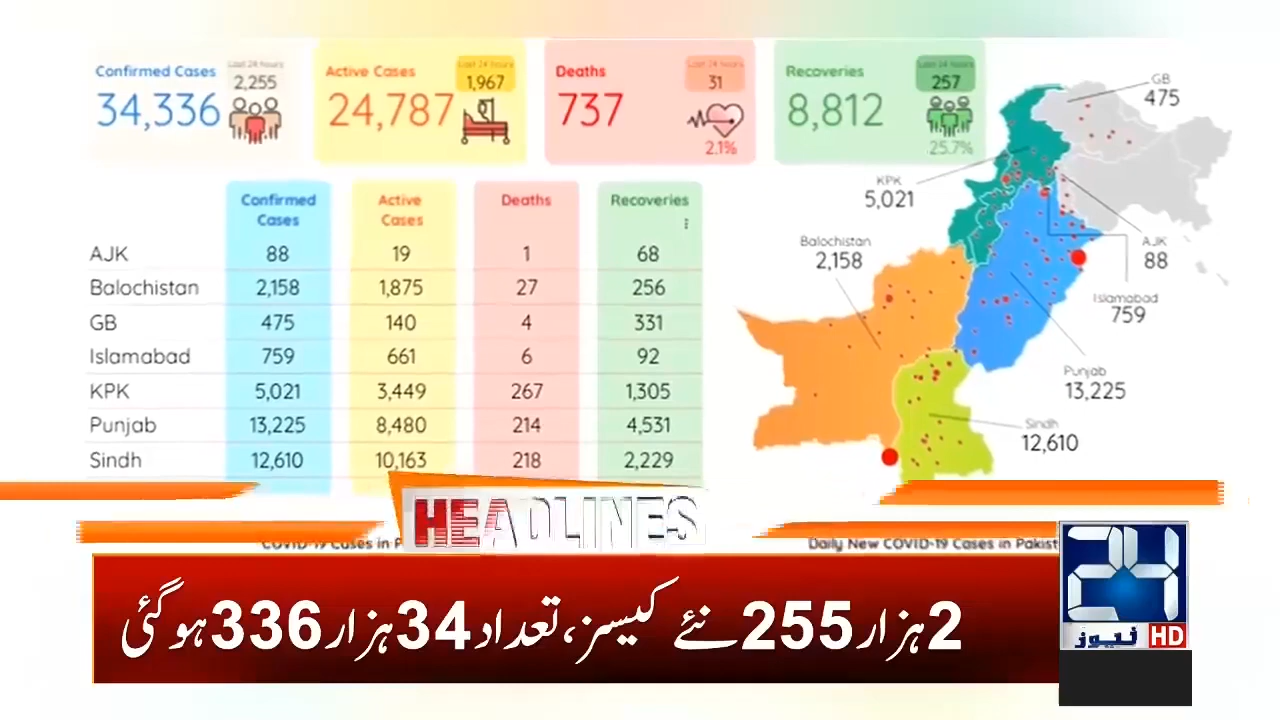 Confirmed Cases
Last 24 hours
2,255
34,336
Active Cases
Last 24 hours
1,967
24,787
Deaths
Last 24 hours
31
737
2.1%
Recoveries
Last 24 hours
257
8,812
25.7%
Confirmed Cases Active Cases Deaths Recoveries
AJK 88 19 1 68
Balochistan 2,158 1,875 27 256
GB 475 140 4 331
Islamabad 759 661 6 92
KPK 5,021 3,449 267 1,305
Punjab 13,225 8,480 214 4,531
Sindh 12,610 10,163 218 2,229
GB
475
KPK
5,021
Balochistan
2,158
AJK
88
Islamabad
759
Punjab
13,225
Sindh
12,610
HEADLINES
COVID-19 Cases in P
Daily New COVID-19 Cases in Pakist
2ہزار255نئے کیسز،تعداد34ہزار336ہوگئی
24
نیوز HD